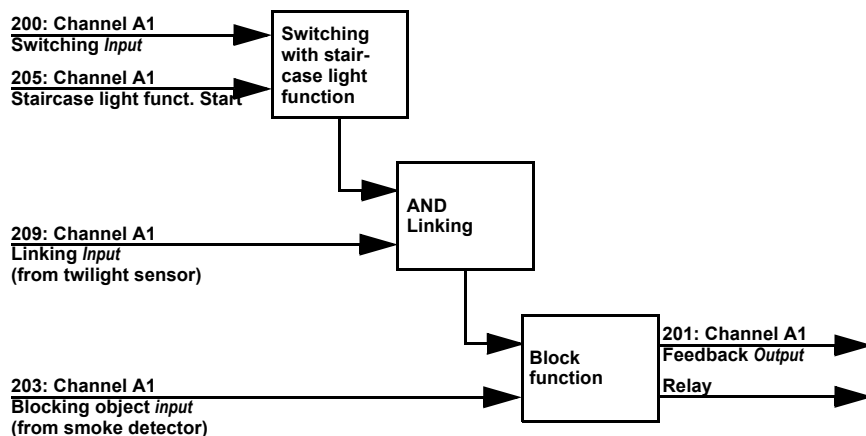 200: Channel A1
Switching Input
205: Channel A1
Staircase light funct. Start
Switching
with stair-
case light
function
AND
Linking
209: Channel A1
Linking Input
(from twilight sensor)
Block
function
201: Channel A1
Feedback Output
Relay
203: Channel A1
Blocking object input
(from smoke detector)